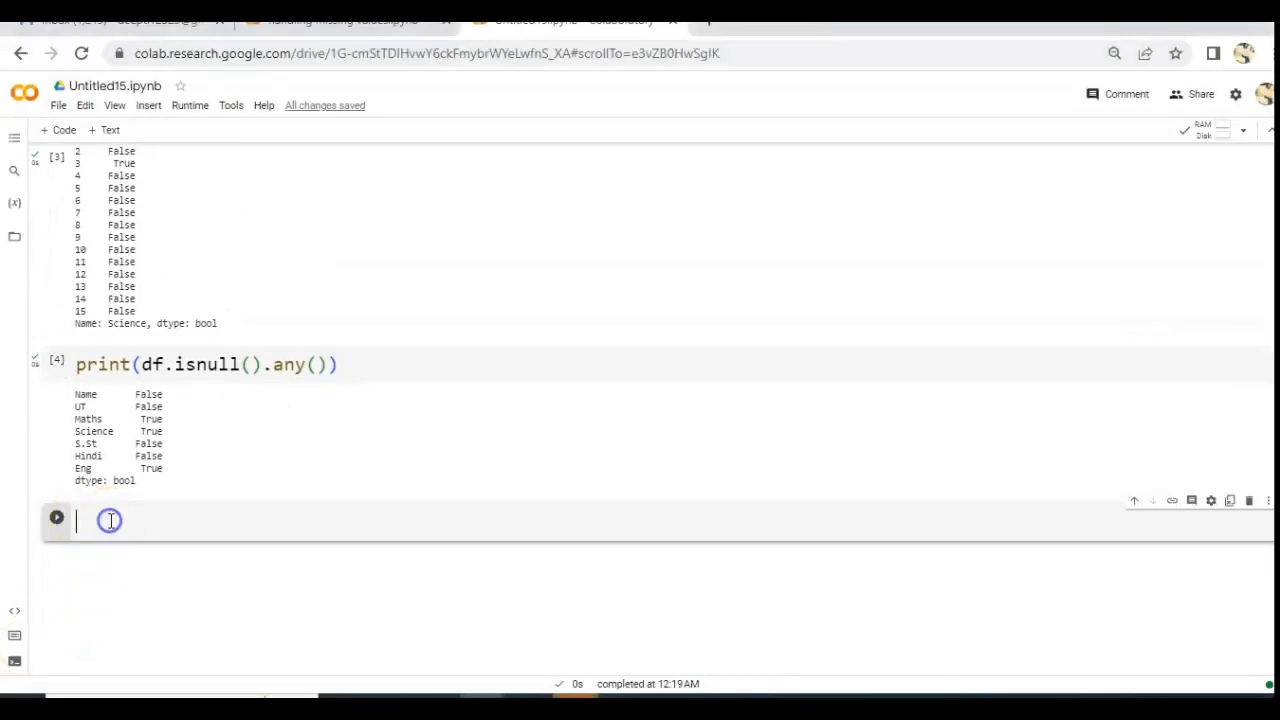 colab.research.google.com/drive/1G-cmStTDIHvwY6ckFmybrWYeLwfnS_XA#scrollTo=e3vZB0HwSgIK
Untitled15.ipynb
File Edit View Insert Runtime Tools Help All changes saved
Comment Share
+ Code + Text
RAM
Disk
[3] 2 False
0s 3 True
4 False
5 False
6 False
7 False
8 False
9 False
10 False
11 False
12 False
13 False
14 False
15 False
Name: Science, dtype: bool
[4] print(df.isnull().any())
0s
Name False
UT False
Maths True
Science True
S.St False
Hindi False
Eng True
dtype: bool
0s completed at 12:19 AM